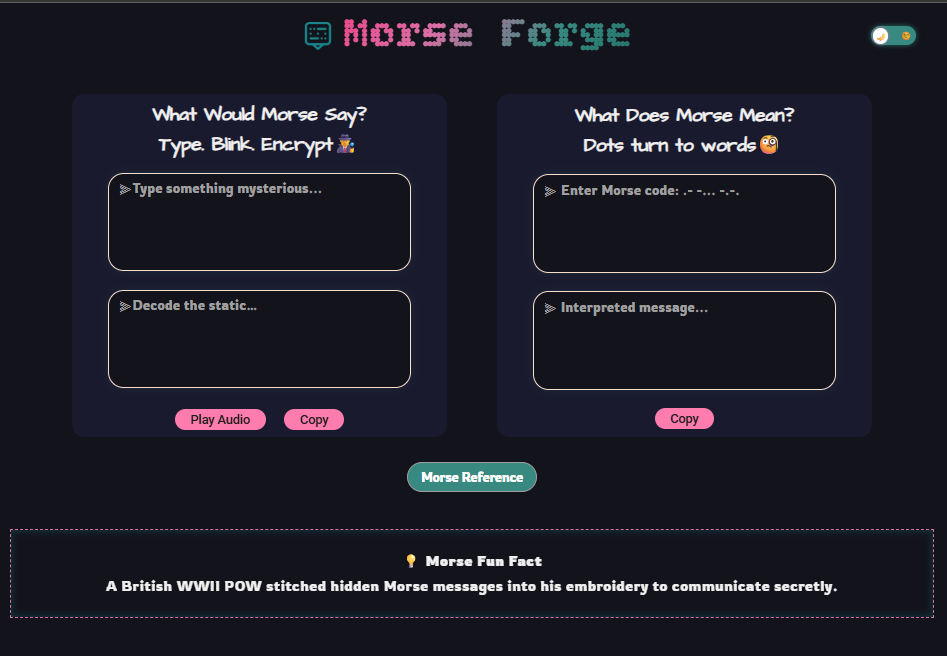 Morse Forge
What Would Morse Say?
Type. Blink. Encrypt
Type something mysterious...
Decode the static...
Play Audio
Copy
What Does Morse Mean?
Dots turn to words
Enter Morse code: .- -... -.-.
Interpreted message...
Copy
Morse Reference
Morse Fun Fact
A British WWII POW stitched hidden Morse messages into his embroidery to communicate secretly.